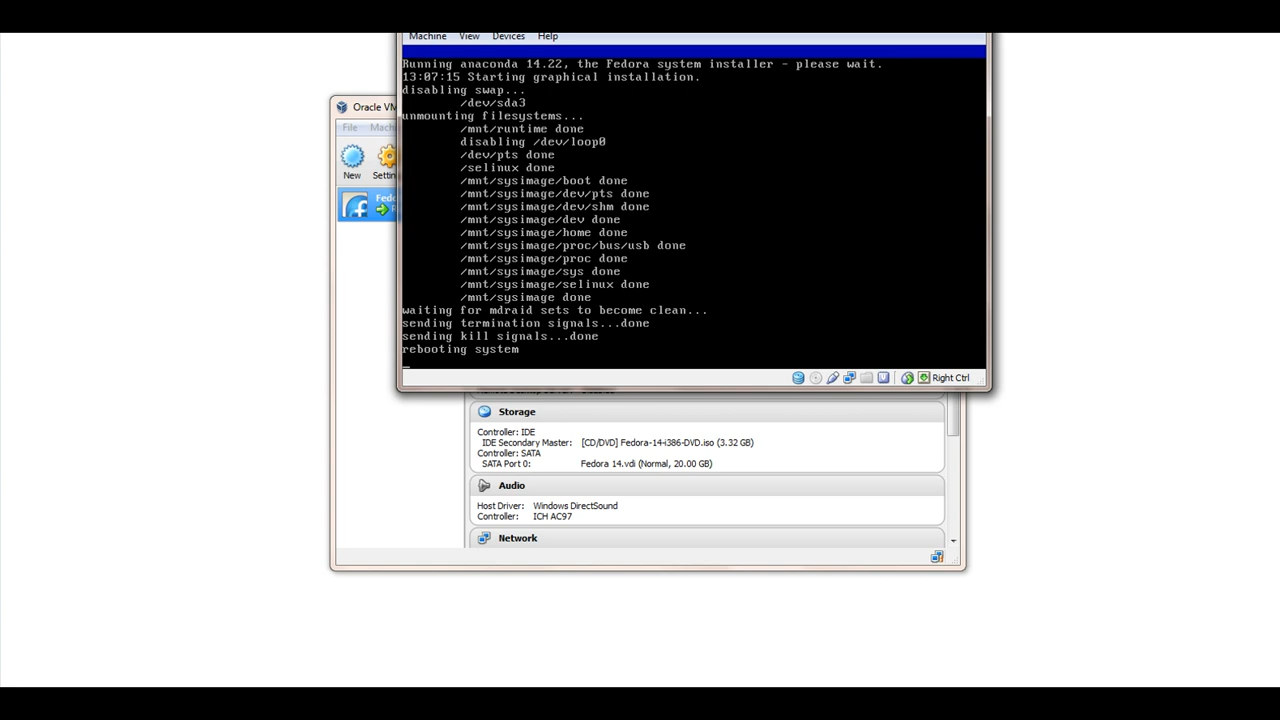 Machine View Devices Help
Running anaconda 14.22, the Fedora system installer - please wait.
13:07:15 Starting graphical installation.
disabling swap...
/dev/sda3
unmounting filesystems...
/mnt/runtime done
disabling /dev/loop0
/dev/pts done
/selinux done
/mnt/sysimage/boot done
/mnt/sysimage/dev/pts done
/mnt/sysimage/dev/shm done
/mnt/sysimage/dev done
/mnt/sysimage/home done
/mnt/sysimage/proc/bus/usb done
/mnt/sysimage/proc done
/mnt/sysimage/sys done
/mnt/sysimage/selinux done
/mnt/sysimage done
waiting for mdraid sets to become clean...
sending termination signals...done
sending kill signals...done
rebooting system
Right Ctrl
Oracle VM
File Machi
New Settin
Fedo
Storage
Controller: IDE
IDE Secondary Master: [CD/DVD] Fedora-14-i386-DVD.iso (3.32 GB)
Controller: SATA
SATA Port 0: Fedora 14.vdi (Normal, 20.00 GB)
Audio
Host Driver: Windows DirectSound
Controller: ICH AC97
Network